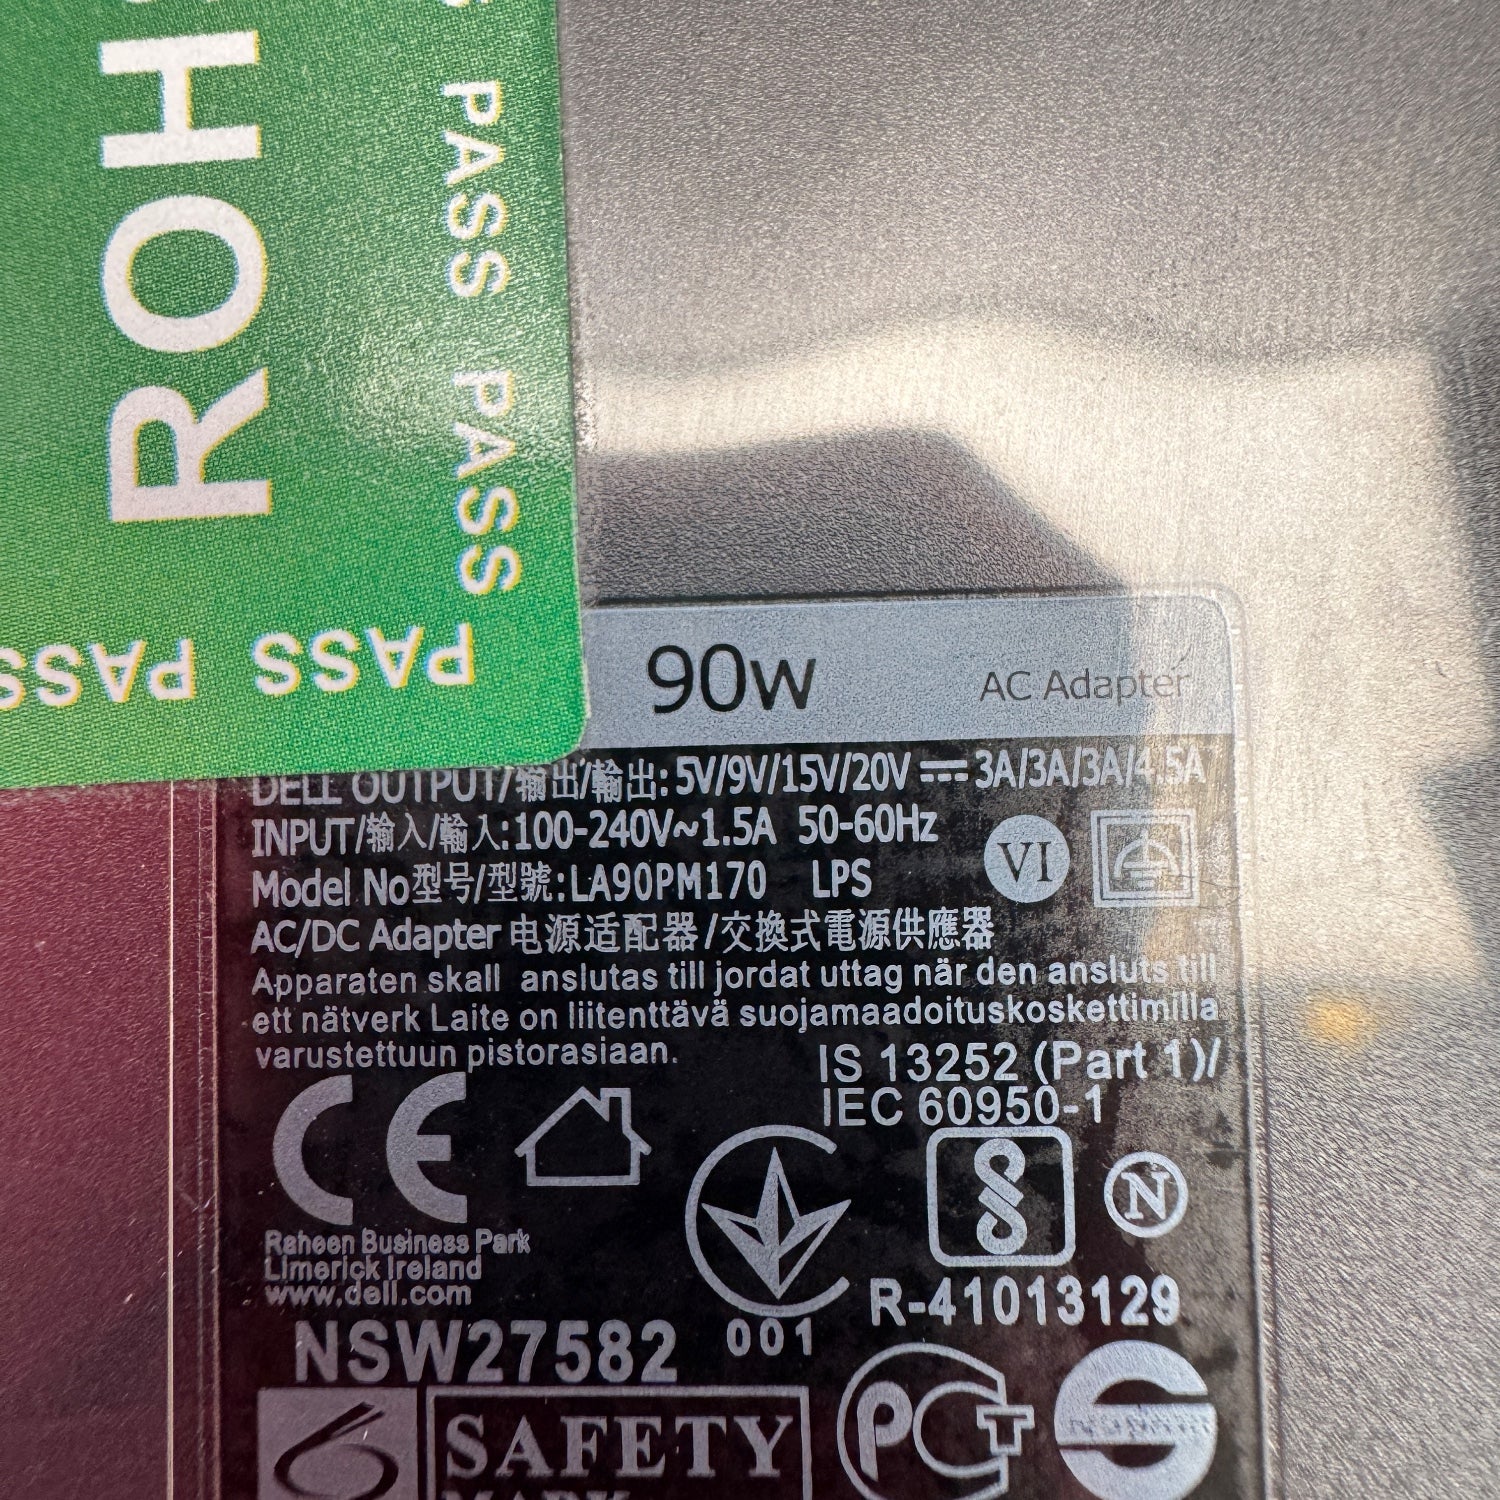 ROH
PASS PASS
PASS PASS
90W AC Adapter
DELL OUTPUT/输出/輸出: 5V/9V/15V/20V ⎓ 3A/3A/3A/4.5A
INPUT/输入/輸入: 100-240V~1.5A 50-60Hz
Model No型号/型號: LA90PM170 LPS
VI
AC/DC Adapter 电源适配器/交換式電源供應器
Apparaten skall anslutas till jordat uttag når den ansluts till
ett nätverk Laite on liitenttävä suojamaadoituskoskettimilla
varustettuun pistorasiaan.
IS 13252 (Part 1)/
IEC 60950-1
CE
N
Raheen Business Park
Limerick Ireland
www.dell.com
R-41013129
001
NSW27582
SAFETY
MARK
PCT
S